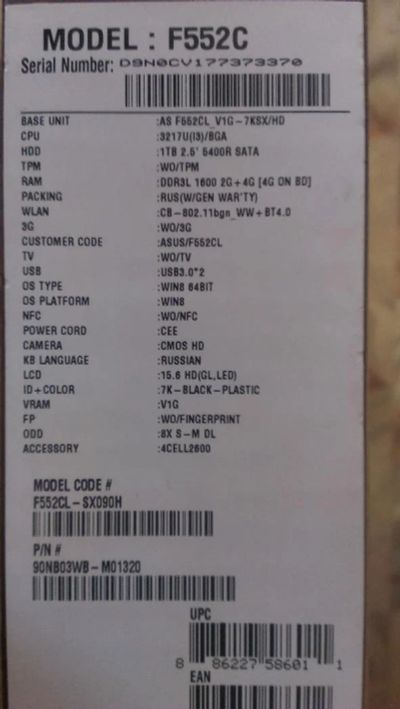 MODEL : F552C
Serial Number: D9N0CV177373370
BASE UNIT :AS F552CL_V1G-7KSX/HD
CPU :3217U(I3)/BGA
HDD :1TB 2.5' 5400R SATA
TPM :WO/TPM
RAM :DDR3L 1600 2G+4G [4G ON BD]
PACKING :RUS(W/GEN WAR'TY)
WLAN :CB-802.11bgn_WW+BT4.0
3G :WO/3G
CUSTOMER CODE :ASUS/F552CL
TV :WO/TV
USB :USB3.0*2
OS TYPE :WIN8 64BIT
OS PLATFORM :WIN8
NFC :WO/NFC
POWER CORD :CEE
CAMERA :CMOS HD
KB LANGUAGE :RUSSIAN
LCD :15.6 HD(GL,LED)
ID+COLOR :7K-BLACK-PLASTIC
VRAM :V1G
FP :WO/FINGERPRINT
ODD :8X S-M DL
ACCESSORY :4CELL2600
MODEL CODE #
F552CL-SX090H
P/N #
90NB03WB-M01320
UPC
8 86227 58601 1
EAN